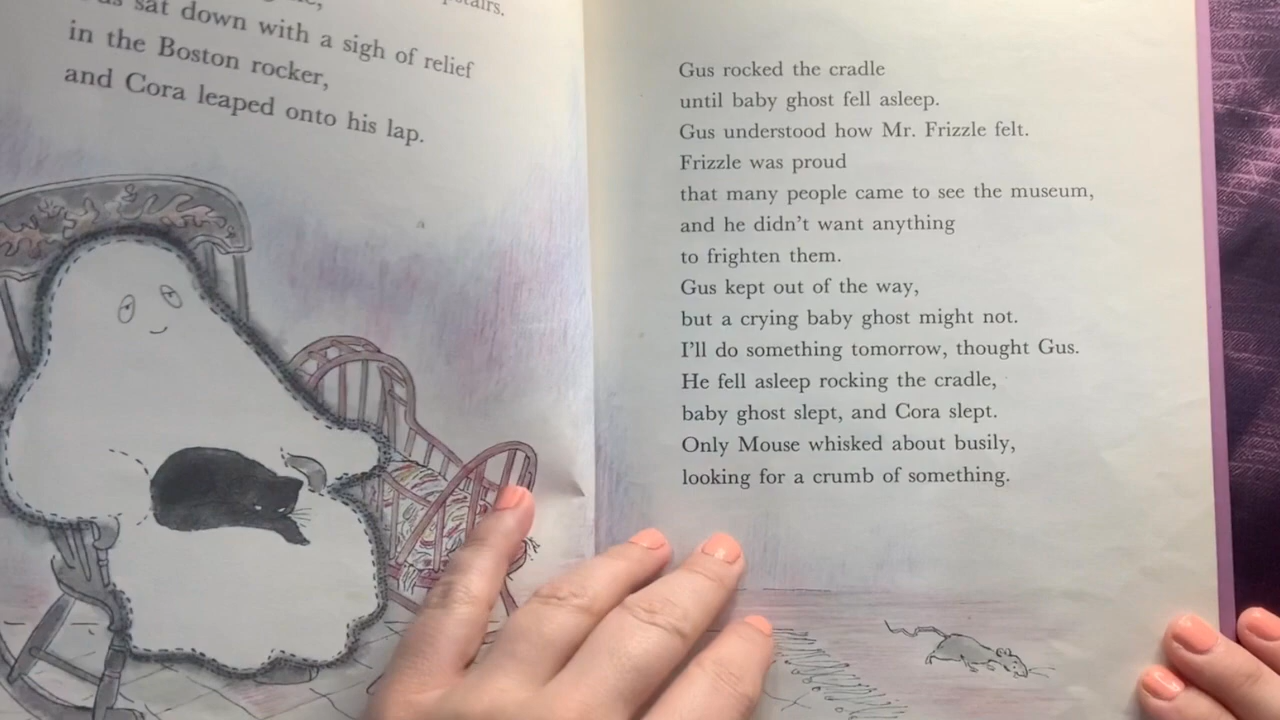 sat down with a sigh of relief
in the Boston rocker,
and Cora leaped onto his lap.
Gus rocked the cradle
until baby ghost fell asleep.
Gus understood how Mr. Frizzle felt.
Frizzle was proud
that many people came to see the museum,
and he didn't want anything
to frighten them.
Gus kept out of the way,
but a crying baby ghost might not.
I'll do something tomorrow, thought Gus.
He fell asleep rocking the cradle,
baby ghost slept, and Cora slept.
Only Mouse whisked about busily,
looking for a crumb of something.